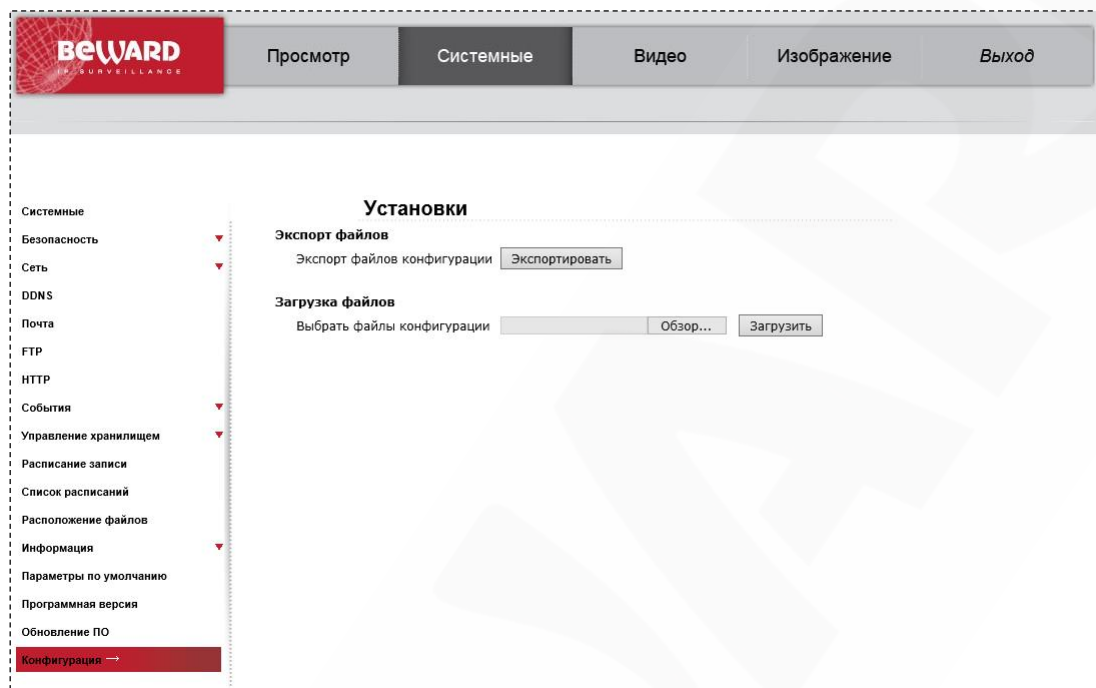 BEWARD
IP SURVEILLANCE
Просмотр
Системные
Видео
Изображение
Выход
Системные
Безопасность
Сеть
DDNS
Почта
FTP
HTTP
События
Управление хранилищем
Расписание записи
Список расписаний
Расположение файлов
Информация
Параметры по умолчанию
Программная версия
Обновление ПО
Конфигурация →
Установки
Экспорт файлов
Экспорт файлов конфигурации Экспортировать
Загрузка файлов
Выбрать файлы конфигурации Обзор... Загрузить